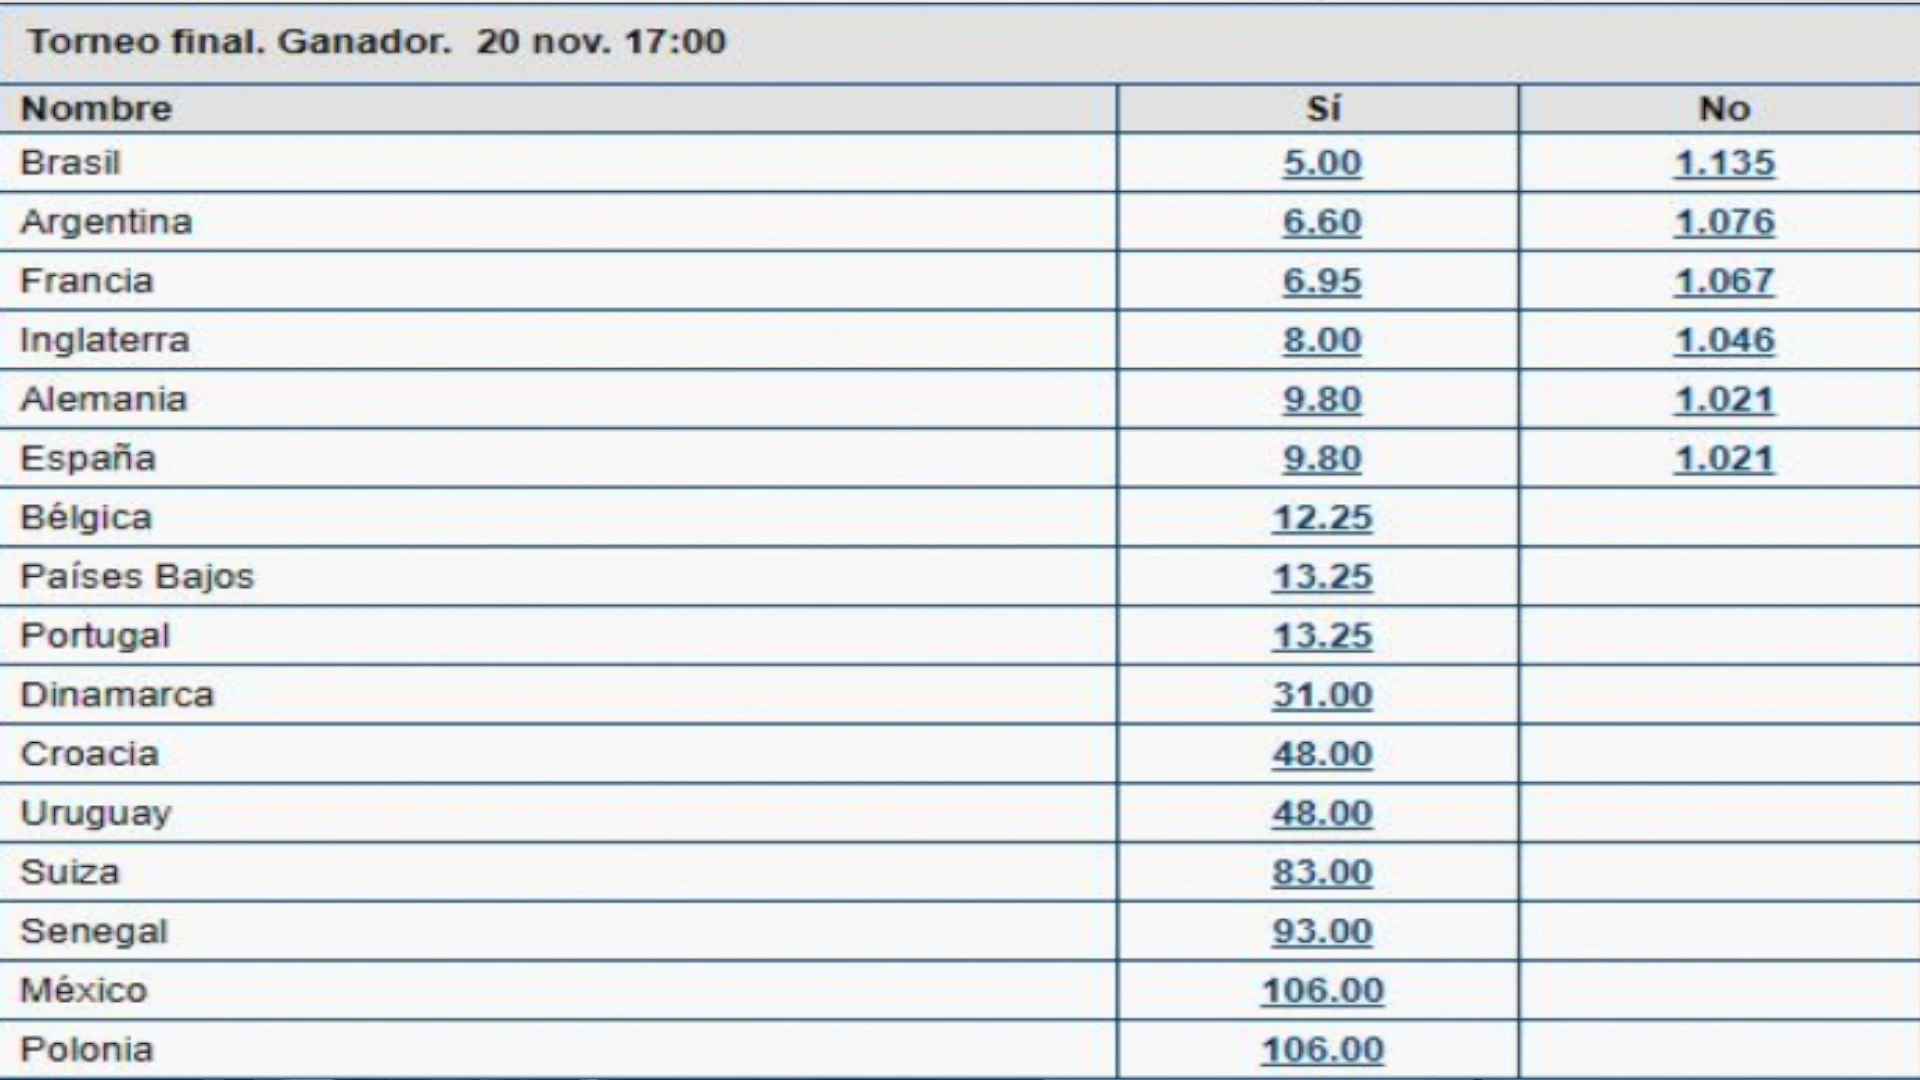 Torneo final. Ganador. 20 nov. 17:00
Nombre Sí No
Brasil 5.00 1.135
Argentina 6.60 1.076
Francia 6.95 1.067
Inglaterra 8.00 1.046
Alemania 9.80 1.021
España 9.80 1.021
Bélgica 12.25
Países Bajos 13.25
Portugal 13.25
Dinamarca 31.00
Croacia 48.00
Uruguay 48.00
Suiza 83.00
Senegal 93.00
México 106.00
Polonia 106.00